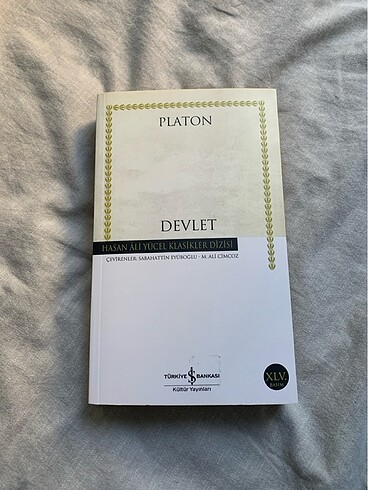 PLATON
DEVLET
HASAN ÂLİ YÜCEL KLASİKLER DİZİSİ
ÇEVİRENLER: SABAHATTİN EYÜBOĞLU - M. ALİ CİMCOZ
TÜRKİYE İŞ BANKASI
Kültür Yayınları
XLV.
BASIM